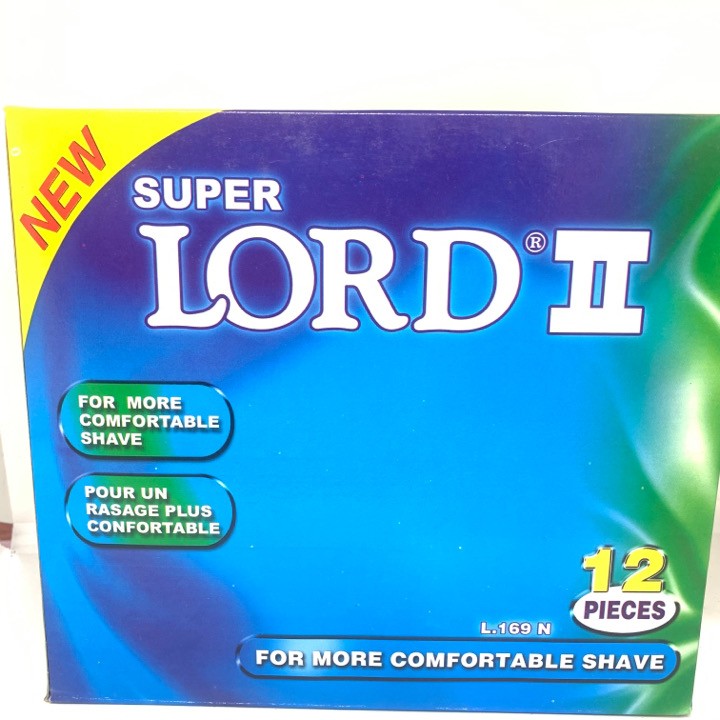 NEW
SUPER
LORD® II
FOR MORE
COMFORTABLE
SHAVE
POUR UN
RASAGE PLUS
CONFORTABLE
12
PIECES
L.169 N
FOR MORE COMFORTABLE SHAVE